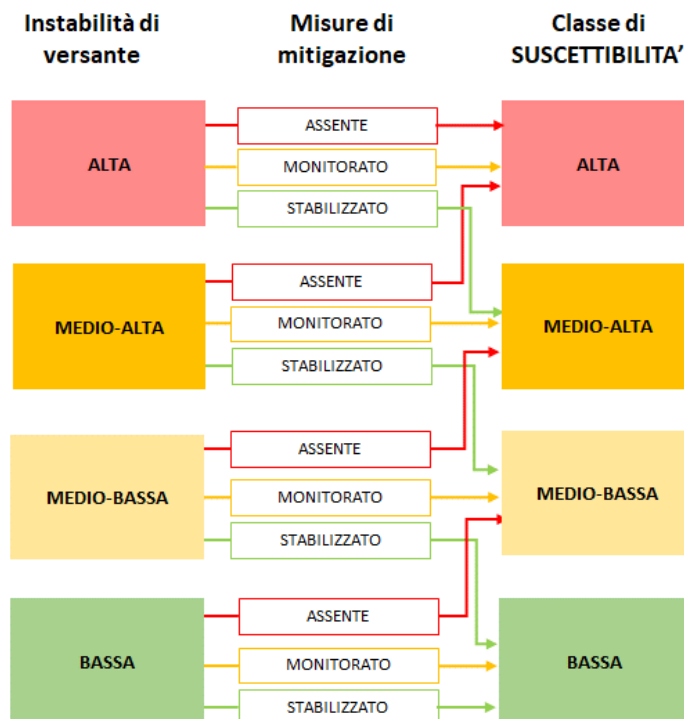 Instabilità di
versante
Misure di
mitigazione
Classe di
SUSCETTIBILITA'
ALTA
ASSENTE
MONITORATO
STABILIZZATO
ALTA
MEDIO-ALTA
ASSENTE
MONITORATO
STABILIZZATO
MEDIO-ALTA
MEDIO-BASSA
ASSENTE
MONITORATO
STABILIZZATO
MEDIO-BASSA
BASSA
ASSENTE
MONITORATO
STABILIZZATO
BASSA